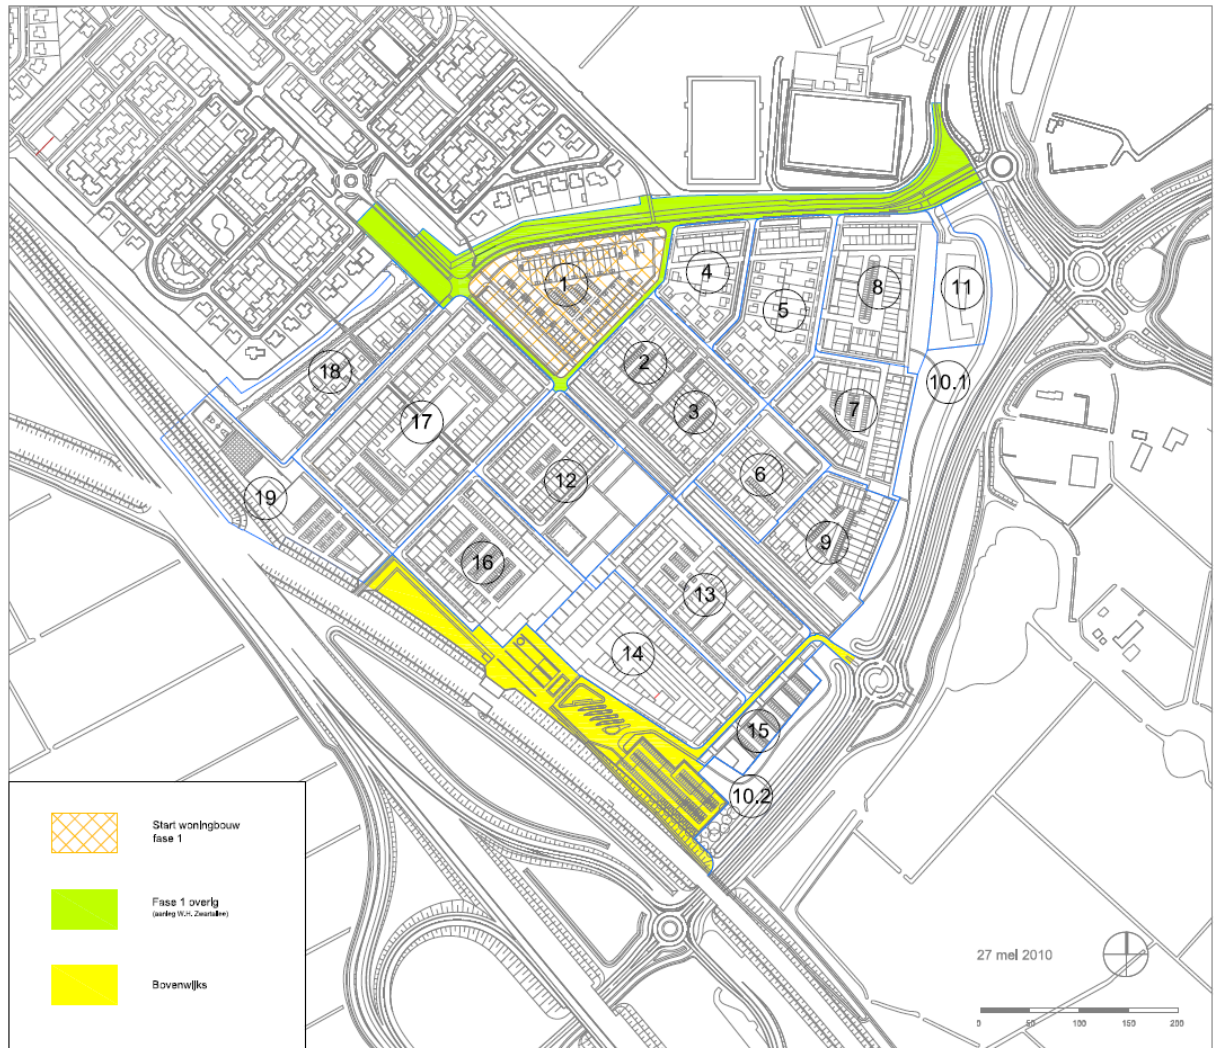 1
4
5
8
11
2
18
10.1
3
7
17
6
12
19
9
16
13
14
15
10.2
Start woningbouw
fase 1
Fase 1 overig
(aanleg W.H. Zwartallee)
Bovenwijks
27 mei 2010
0 50 100 150 200